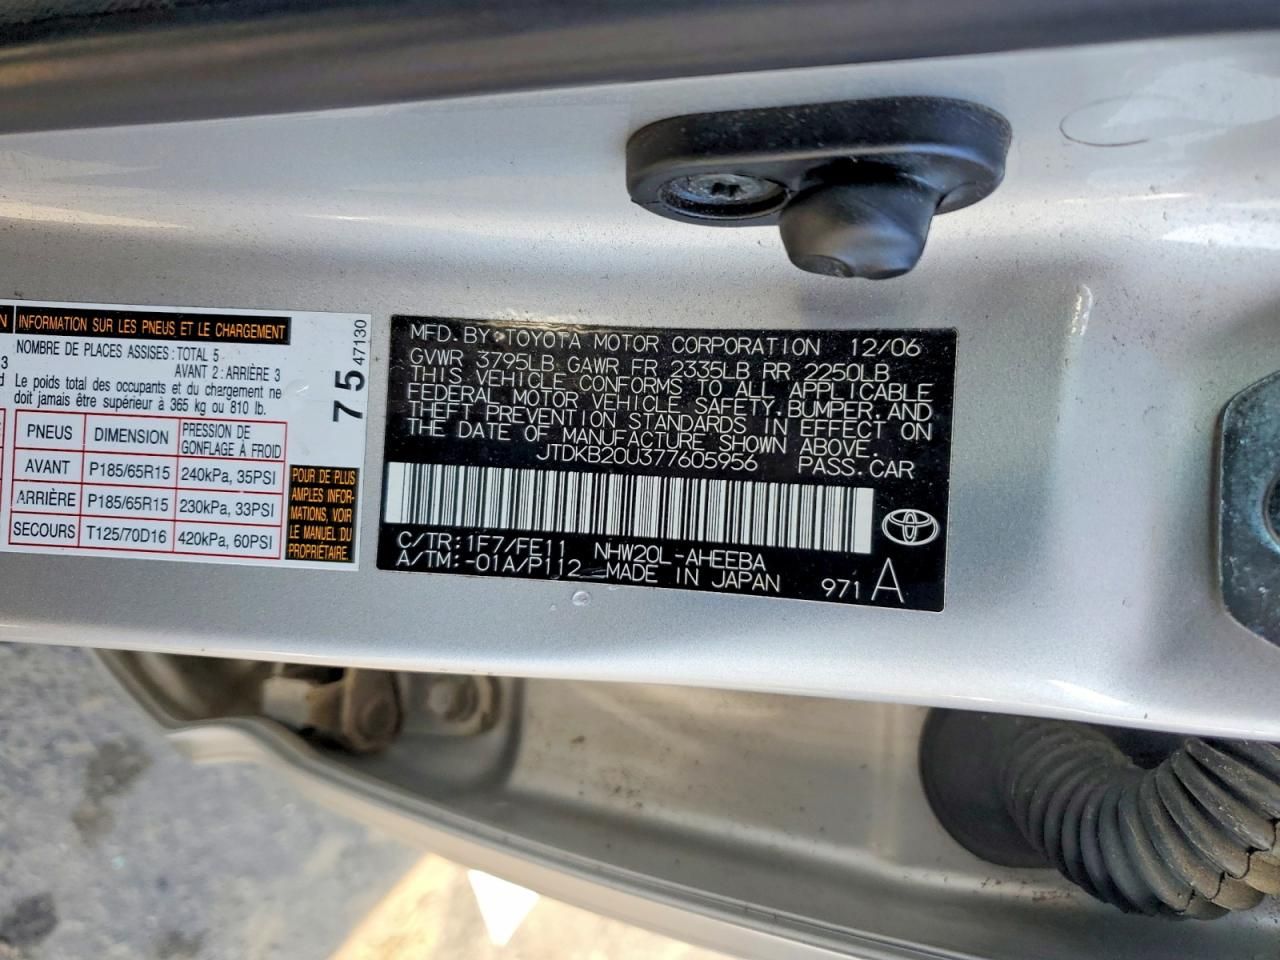 N
INFORMATION SUR LES PNEUS ET LE CHARGEMENT
NOMBRE DE PLACES ASSISES : TOTAL 5
AVANT 2 : ARRIÈRE 3
Le poids total des occupants et du chargement ne
doit jamais être supérieur à 365 kg ou 810 lb.
PNEUS DIMENSION PRESSION DE GONFLAGE À FROID
AVANT P185/65R15 240kPa, 35PSI
ARRIÈRE P185/65R15 230kPa, 33PSI
SECOURS T125/70D16 420kPa, 60PSI
POUR DE PLUS
AMPLES INFOR-
MATIONS, VOIR
LE MANUEL DU
PROPRIÉTAIRE.
75
47130
3
d
MFD. BY: TOYOTA MOTOR CORPORATION 12/06
GVWR 3795LB GAWR FR 2335LB RR 2250LB
THIS VEHICLE CONFORMS TO ALL APPLICABLE
FEDERAL MOTOR VEHICLE SAFETY, BUMPER, AND
THEFT PREVENTION STANDARDS IN EFFECT ON
THE DATE OF MANUFACTURE SHOWN ABOVE.
JTDKB20U377605956 PASS.CAR
C/TR: 1F7/FE11 NHW20L-AHEEBA
A/TM: -01A/P112 MADE IN JAPAN 971 A